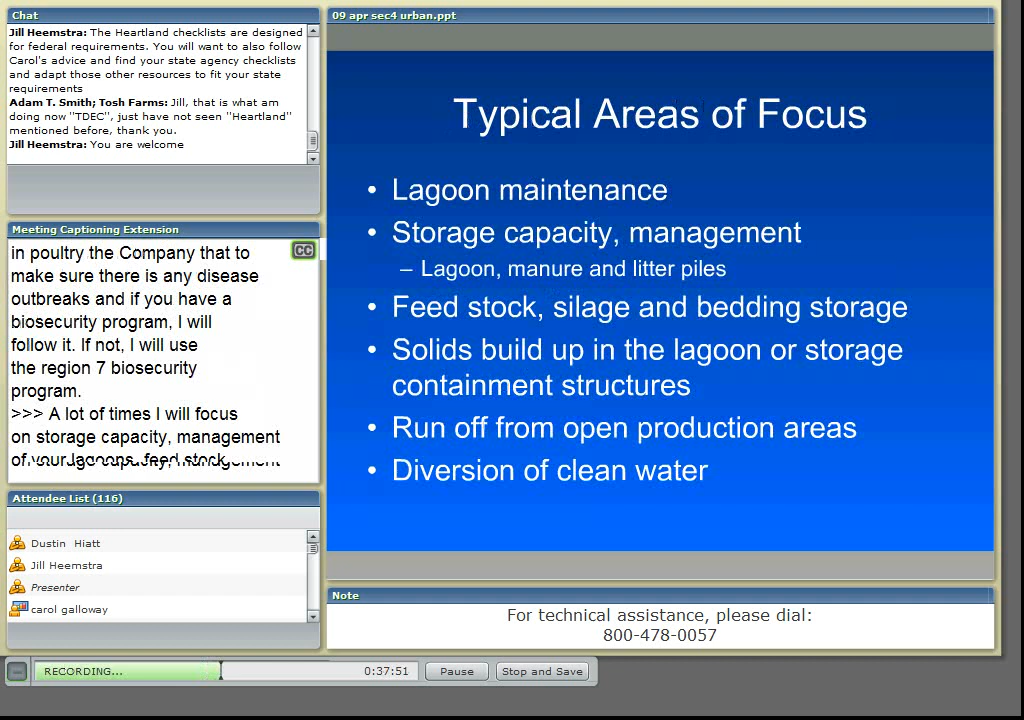 Chat
Jill Heemstra: The Heartland checklists are designed
for federal requirements. You will want to also follow
Carol's advice and find your state agency checklists
and adapt those other resources to fit your state
requirements
Adam T. Smith; Tosh Farms: Jill, that is what am
doing now "TDEC", just have not seen "Heartland"
mentioned before, thank you.
Jill Heemstra: You are welcome
Meeting Captioning Extension
CC
in poultry the Company that to
make sure there is any disease
outbreaks and if you have a
biosecurity program, I will
follow it. If not, I will use
the region 7 biosecurity
program.
>>> A lot of times I will focus
on storage capacity, management
of your lagoons, feed stock
Attendee List (116)
Dustin Hiatt
Jill Heemstra
Presenter
carol galloway
09 apr sec4 urban.ppt
Typical Areas of Focus
• Lagoon maintenance
• Storage capacity, management
– Lagoon, manure and litter piles
• Feed stock, silage and bedding storage
• Solids build up in the lagoon or storage
containment structures
• Run off from open production areas
• Diversion of clean water
Note
For technical assistance, please dial:
800-478-0057
RECORDING... 0:37:51 Pause Stop and Save